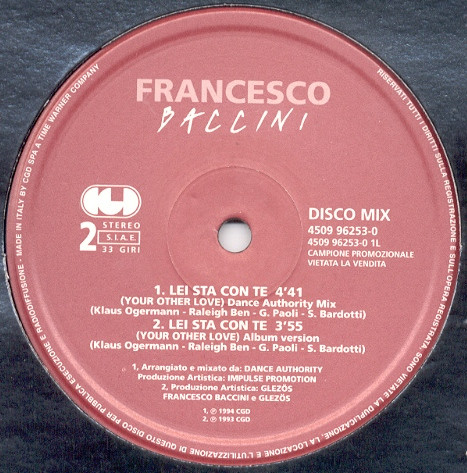 FRANCESCO
BACCINI
CGD
2
STEREO
S.I.A.E.
33 GIRI
DISCO MIX
4509 96253-0
4509 96253-0 1L
CAMPIONE PROMOZIONALE
VIETATA LA VENDITA
1. LEI STA CON TE 4'41
(YOUR OTHER LOVE) Dance Authority Mix
(Klaus Ogermann - Raleigh Ben - G. Paoli - S. Bardotti)
2. LEI STA CON TE 3'55
(YOUR OTHER LOVE) Album version
(Klaus Ogermann - Raleigh Ben - G. Paoli - S. Bardotti)
1. Arrangiato e mixato da: DANCE AUTHORITY
Produzione Artistica: IMPULSE PROMOTION
2. Produzione Artistica: GLEZÖS
FRANCESCO BACCINI e GLEZÖS
1. ℗ 1994 CGD
2. ℗ 1993 CGD
RISERVATI TUTTI I DIRITTI SULLA REGISTRAZIONE E SULL'OPERA REGISTRATA. SONO VIETATE LA DUPLICAZIONE, LA LOCAZIONE E L'UTILIZZAZIONE DI QUESTO DISCO PER PUBBLICA ESECUZIONE E RADIODIFFUSIONE - MADE IN ITALY BY CGD SPA A TIME WARNER COMPANY